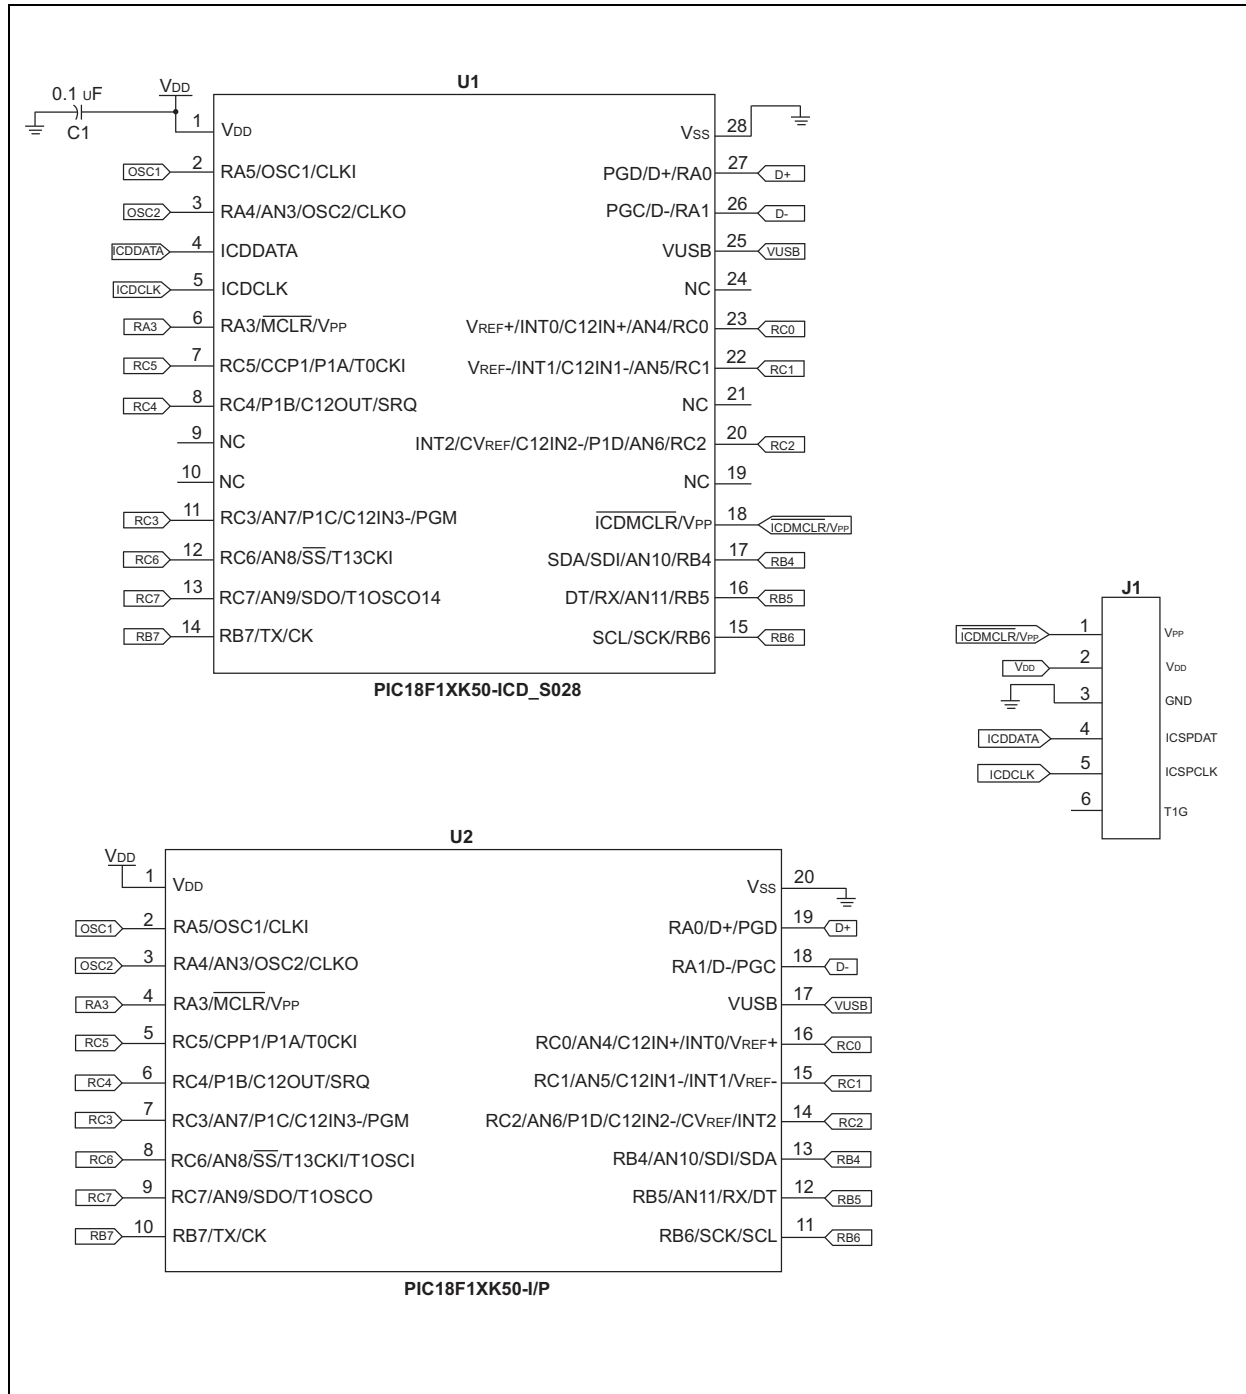 U1
0.1 uF
C1
VDD
1 VDD
VSS 28
OSC1 2 RA5/OSC1/CLKI
PGD/D+/RA0 27 D+
OSC2 3 RA4/AN3/OSC2/CLKO
PGC/D-/RA1 26 D-
ICDDATA 4 ICDDATA
VUSB 25 VUSB
ICDCLK 5 ICDCLK
NC 24
RA3 6 RA3/MCLR/VPP
VREF+/INT0/C12IN+/AN4/RC0 23 RC0
RC5 7 RC5/CCP1/P1A/T0CKI
VREF-/INT1/C12IN1-/AN5/RC1 22 RC1
RC4 8 RC4/P1B/C12OUT/SRQ
NC 21
9 NC
INT2/CVREF/C12IN2-/P1D/AN6/RC2 20 RC2
10 NC
NC 19
RC3 11 RC3/AN7/P1C/C12IN3-/PGM
ICDMCLR/VPP 18 ICDMCLR/VPP
RC6 12 RC6/AN8/SS/T13CKI
SDA/SDI/AN10/RB4 17 RB4
RC7 13 RC7/AN9/SDO/T1OSCO14
DT/RX/AN11/RB5 16 RB5
RB7 14 RB7/TX/CK
SCL/SCK/RB6 15 RB6
PIC18F1XK50-ICD_S028
J1
ICDMCLR/VPP 1 VPP
VDD 2 VDD
3 GND
ICDDATA 4 ICSPDAT
ICDCLK 5 ICSPCLK
6 T1G
U2
VDD
1 VDD
VSS 20
OSC1 2 RA5/OSC1/CLKI
RA0/D+/PGD 19 D+
OSC2 3 RA4/AN3/OSC2/CLKO
RA1/D-/PGC 18 D-
RA3 4 RA3/MCLR/VPP
VUSB 17 VUSB
RC5 5 RC5/CPP1/P1A/T0CKI
RC0/AN4/C12IN+/INT0/VREF+ 16 RC0
RC4 6 RC4/P1B/C12OUT/SRQ
RC1/AN5/C12IN1-/INT1/VREF- 15 RC1
RC3 7 RC3/AN7/P1C/C12IN3-/PGM
RC2/AN6/P1D/C12IN2-/CVREF/INT2 14 RC2
RC6 8 RC6/AN8/SS/T13CKI/T1OSCI
RB4/AN10/SDI/SDA 13 RB4
RC7 9 RC7/AN9/SDO/T1OSCO
RB5/AN11/RX/DT 12 RB5
RB7 10 RB7/TX/CK
RB6/SCK/SCL 11 RB6
PIC18F1XK50-I/P